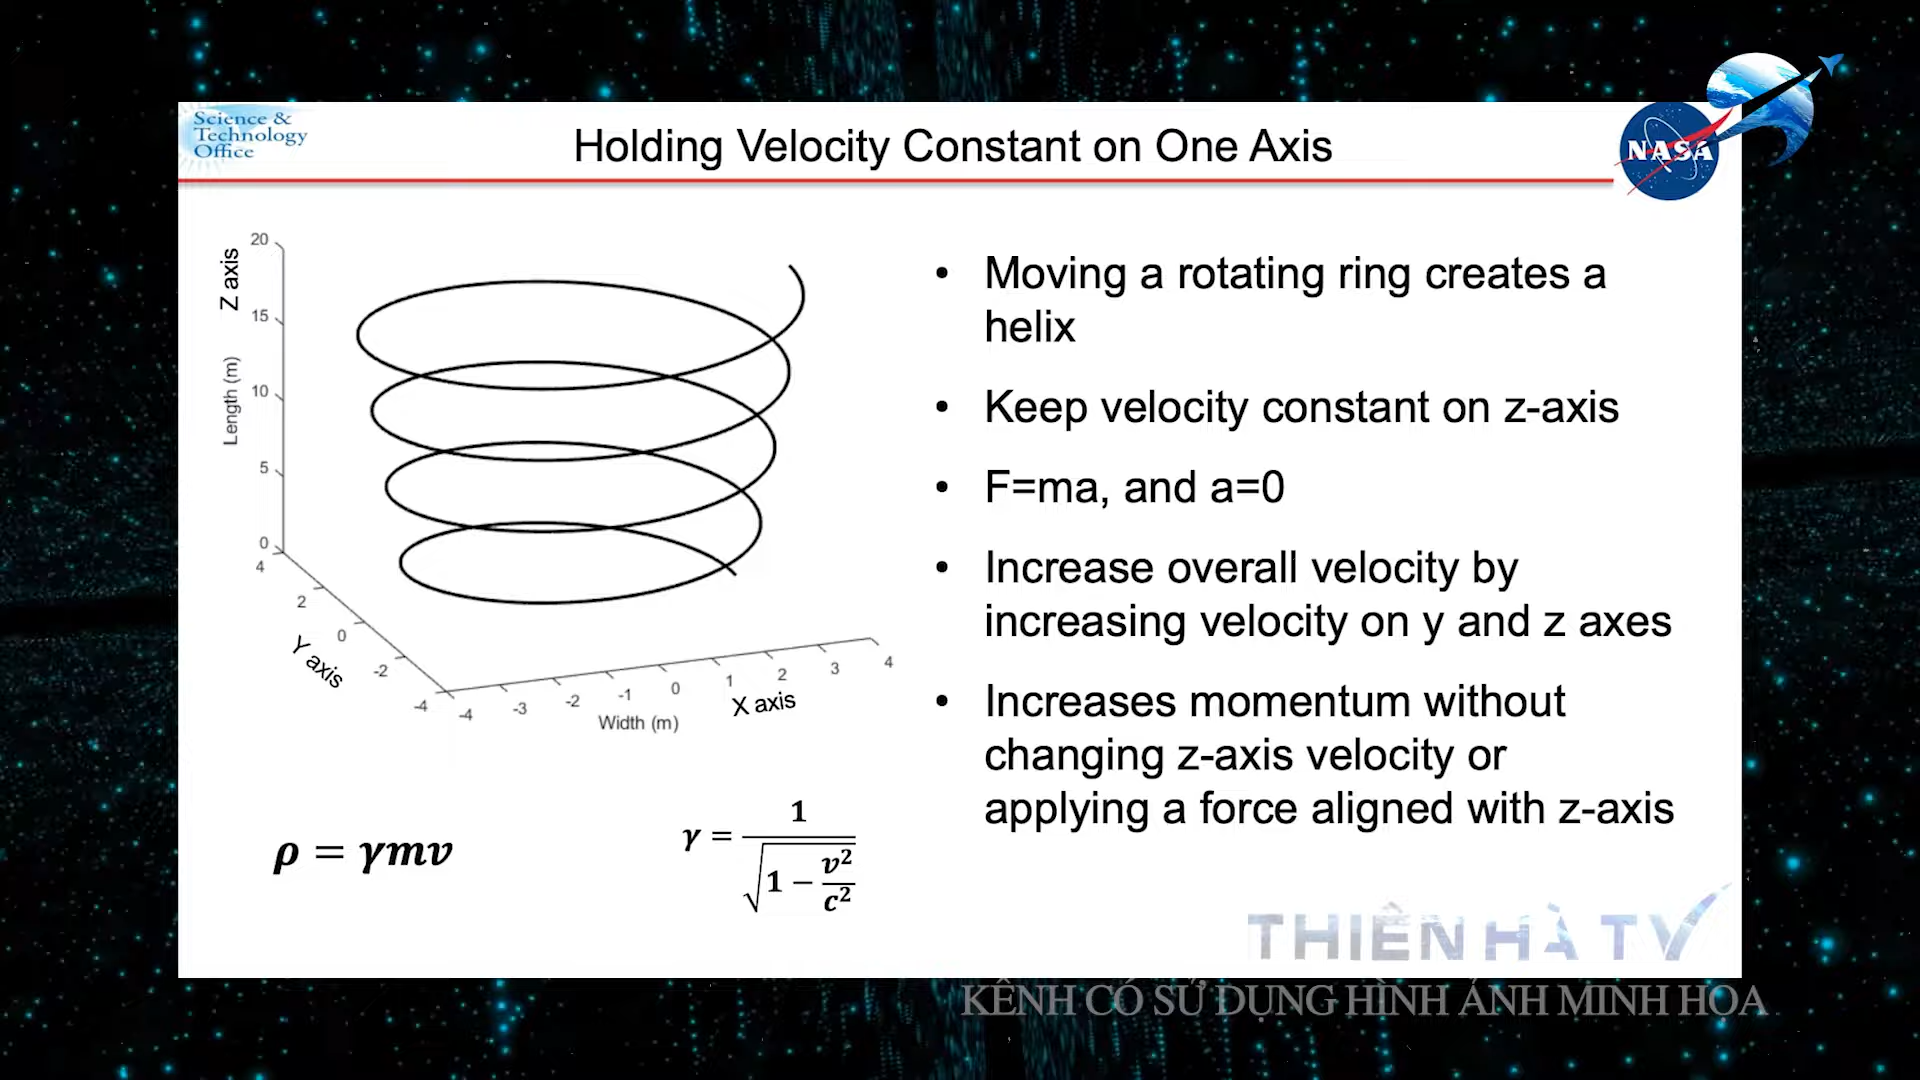 Science &
Technology
Office
Holding Velocity Constant on One Axis
NASA
Z axis
Length (m)
20
15
10
5
0
4
2
0
-2
-4
Y axis
-4
-3
-2
-1
0
1
2
3
4
Width (m)
X axis
ρ = γmv
γ = 1 / √(1 − v²/c²)
• Moving a rotating ring creates a
helix
• Keep velocity constant on z-axis
• F=ma, and a=0
• Increase overall velocity by
increasing velocity on y and z axes
• Increases momentum without
changing z-axis velocity or
applying a force aligned with z-axis
THIÊN HÀ TV
KÊNH CÓ SỬ DỤNG HÌNH ẢNH MINH HỌA